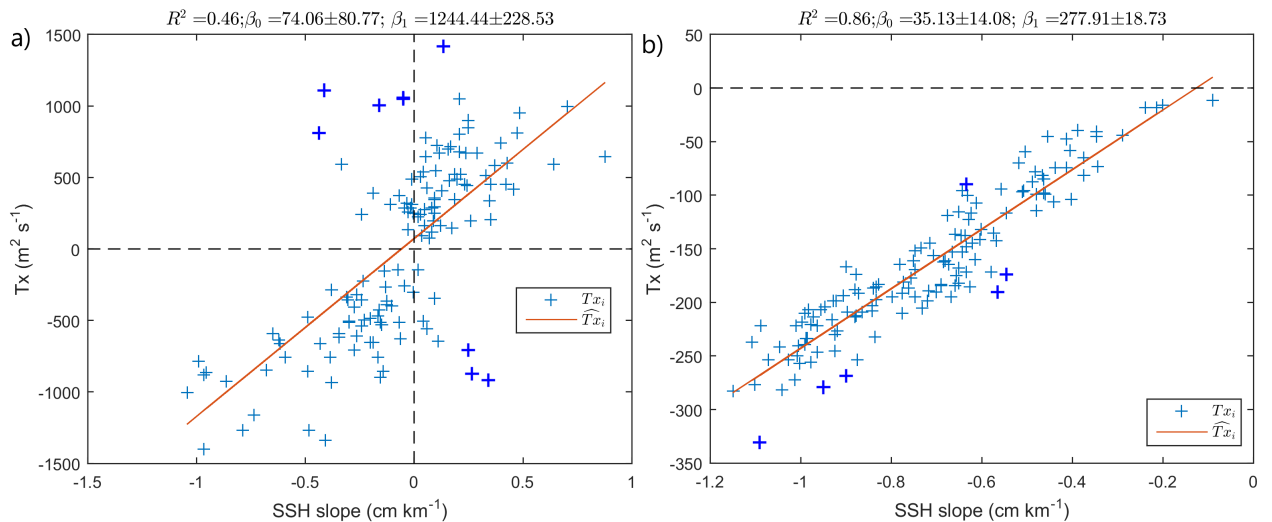 R² =0.46;β₀ =74.06±80.77; β₁ =1244.44±228.53
a)
1500
1000
500
0
-500
-1000
-1500
-1.5
-1
-0.5
0
0.5
1
Tx (m² s⁻¹)
SSH slope (cm km⁻¹)
Txᵢ
T̂xᵢ
R² =0.86;β₀ =35.13±14.08; β₁ =277.91±18.73
b)
50
0
-50
-100
-150
-200
-250
-300
-350
-1.2
-1
-0.8
-0.6
-0.4
-0.2
0
Tx (m² s⁻¹)
SSH slope (cm km⁻¹)
Txᵢ
T̂xᵢ